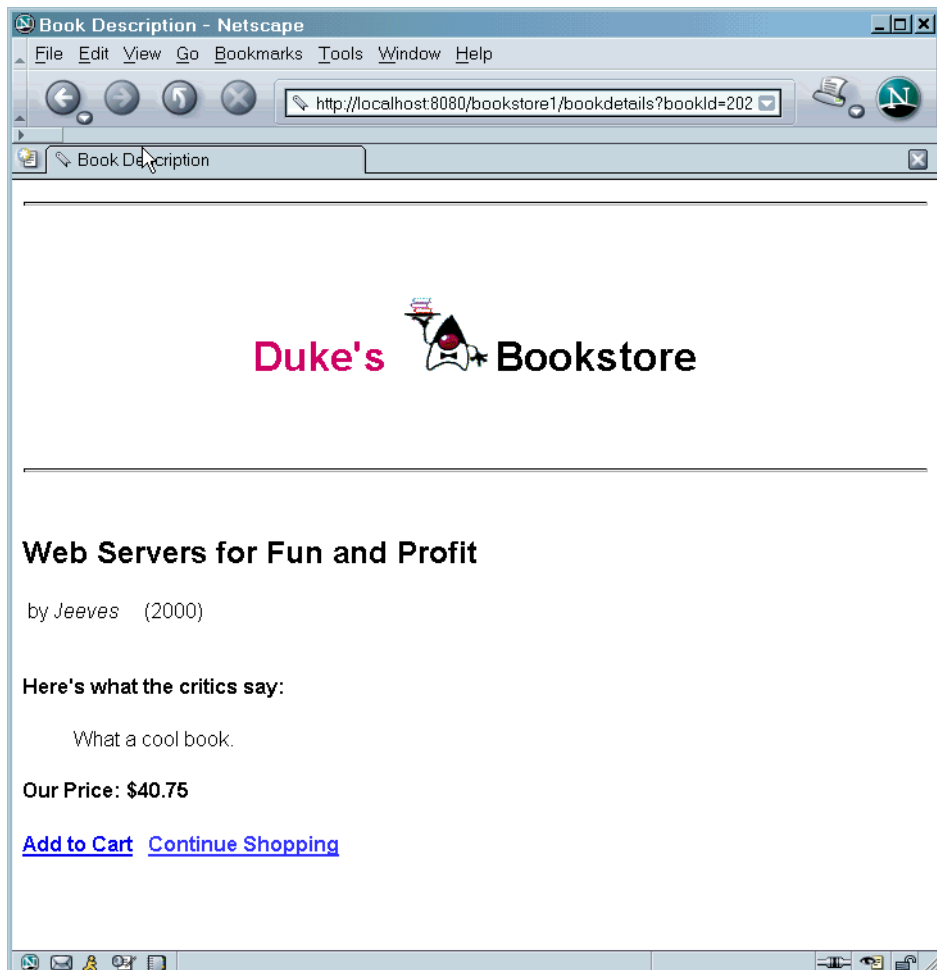 Book Description - Netscape
File Edit View Go Bookmarks Tools Window Help
http://localhost:8080/bookstore1/bookdetails?bookId=202
N
Book Description
Duke's Bookstore
Web Servers for Fun and Profit
by Jeeves (2000)
Here's what the critics say:
What a cool book.
Our Price: $40.75
Add to Cart Continue Shopping